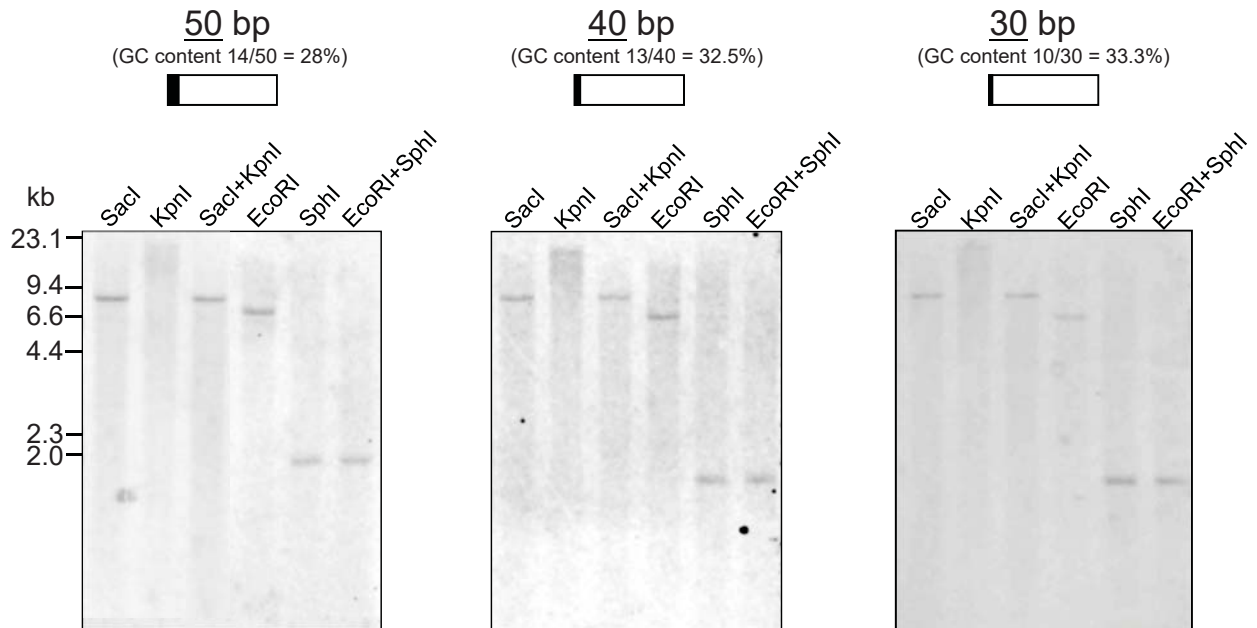 50 bp
(GC content 14/50 = 28%)
40 bp
(GC content 13/40 = 32.5%)
30 bp
(GC content 10/30 = 33.3%)
kb
23.1
9.4
6.6
4.4
2.3
2.0
SacI
KpnI
SacI+KpnI
EcoRI
SphI
EcoRI+SphI
SacI
KpnI
SacI+KpnI
EcoRI
SphI
EcoRI+SphI
SacI
KpnI
SacI+KpnI
EcoRI
SphI
EcoRI+SphI